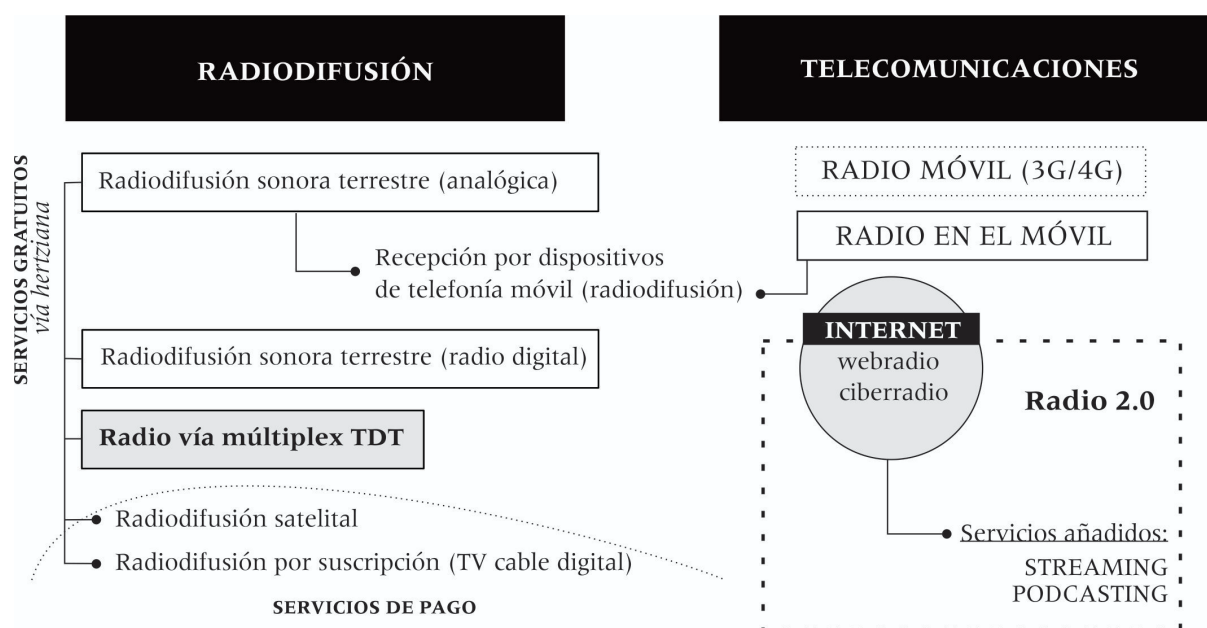 RADIODIFUSIÓN
TELECOMUNICACIONES
SERVICIOS GRATUITOS
vía hertziana
Radiodifusión sonora terrestre (analógica)
Recepción por dispositivos
de telefonía móvil (radiodifusión)
Radiodifusión sonora terrestre (radio digital)
Radio vía múltiplex TDT
Radiodifusión satelital
Radiodifusión por suscripción (TV cable digital)
SERVICIOS DE PAGO
RADIO MÓVIL (3G/4G)
RADIO EN EL MÓVIL
INTERNET
webradio
ciberradio
Radio 2.0
Servicios añadidos:
STREAMING
PODCASTING